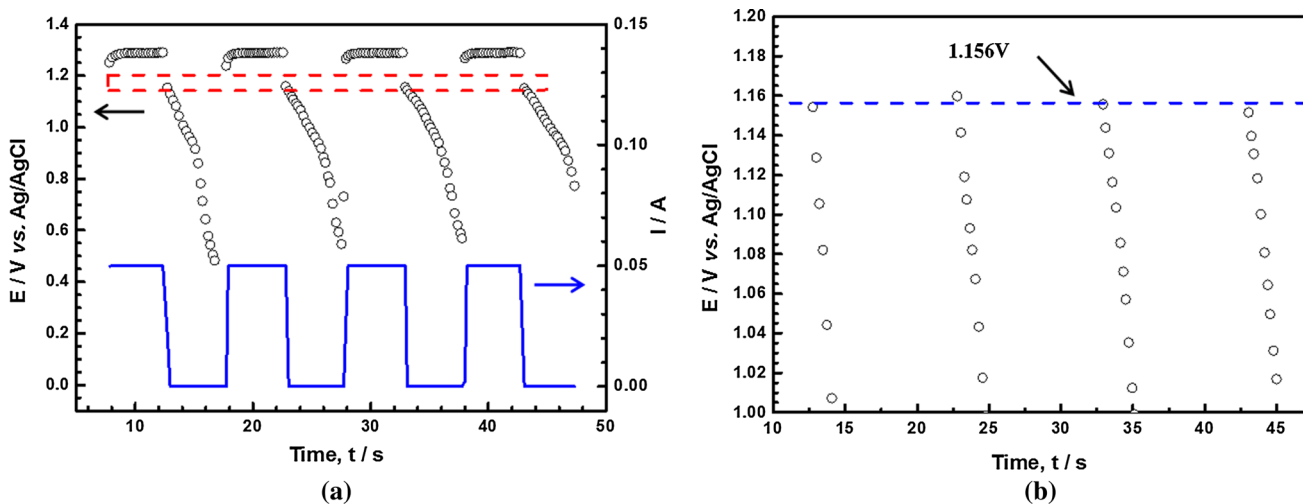 1.4
1.2
1.0
0.8
0.6
0.4
0.2
0.0
E / V vs. Ag/AgCl
0.15
0.10
0.05
0.00
I / A
10 20 30 40 50
Time, t / s
(a)
1.20
1.18
1.16
1.14
1.12
1.10
1.08
1.06
1.04
1.02
1.00
E / V vs. Ag/AgCl
1.156V
10 15 20 25 30 35 40 45
Time, t / s
(b)